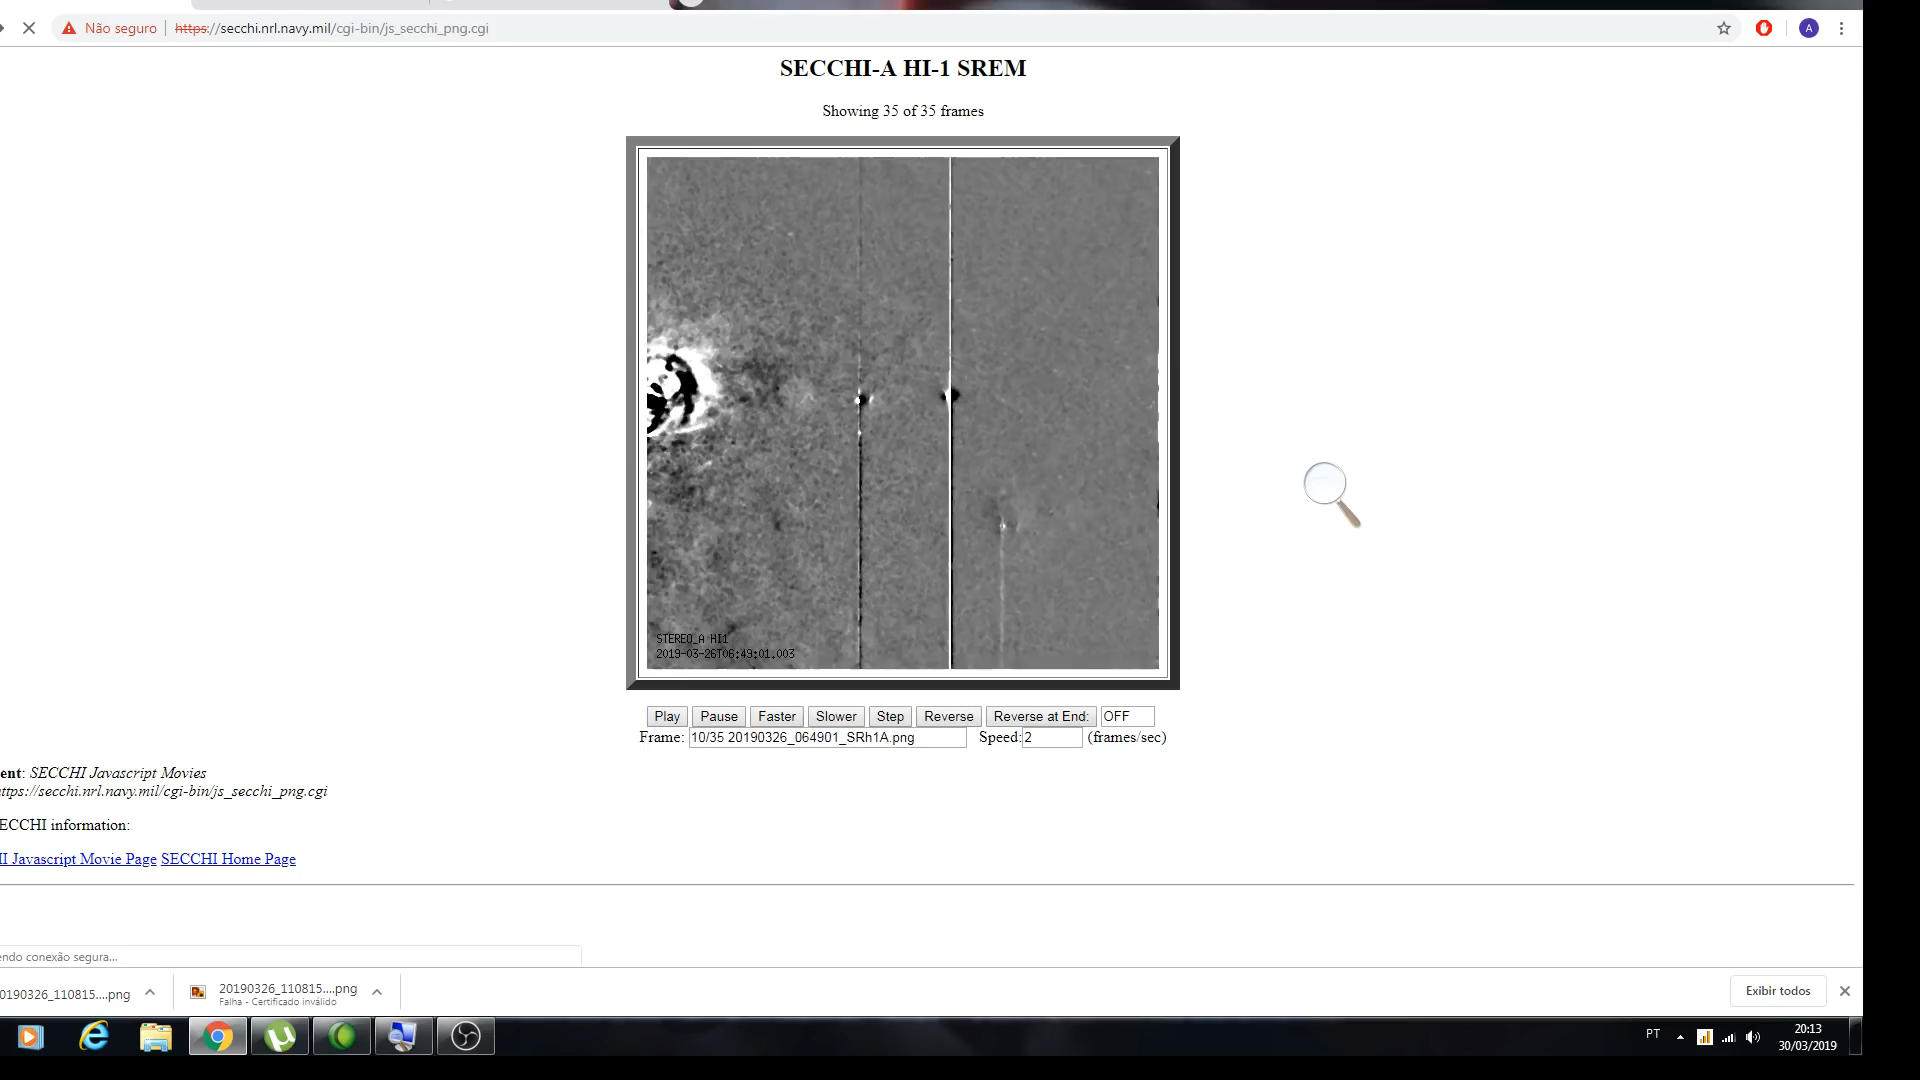 Não seguro | https://secchi.nrl.navy.mil/cgi-bin/js_secchi_png.cgi
A
SECCHI-A HI-1 SREM
Showing 35 of 35 frames
STEREO_A HI1
2019-03-26T06:49:01.003
Play Pause Faster Slower Step Reverse Reverse at End: OFF
Frame: 10/35 20190326_064901_SRh1A.png Speed: 2 (frames/sec)
ent: SECCHI Javascript Movies
ttps://secchi.nrl.navy.mil/cgi-bin/js_secchi_png.cgi
ECCHI information:
II Javascript Movie Page SECCHI Home Page
endo conexão segura...
0190326_110815....png
20190326_110815....png
Falha - Certificado inválido
Exibir todos
PT
20:13
30/03/2019